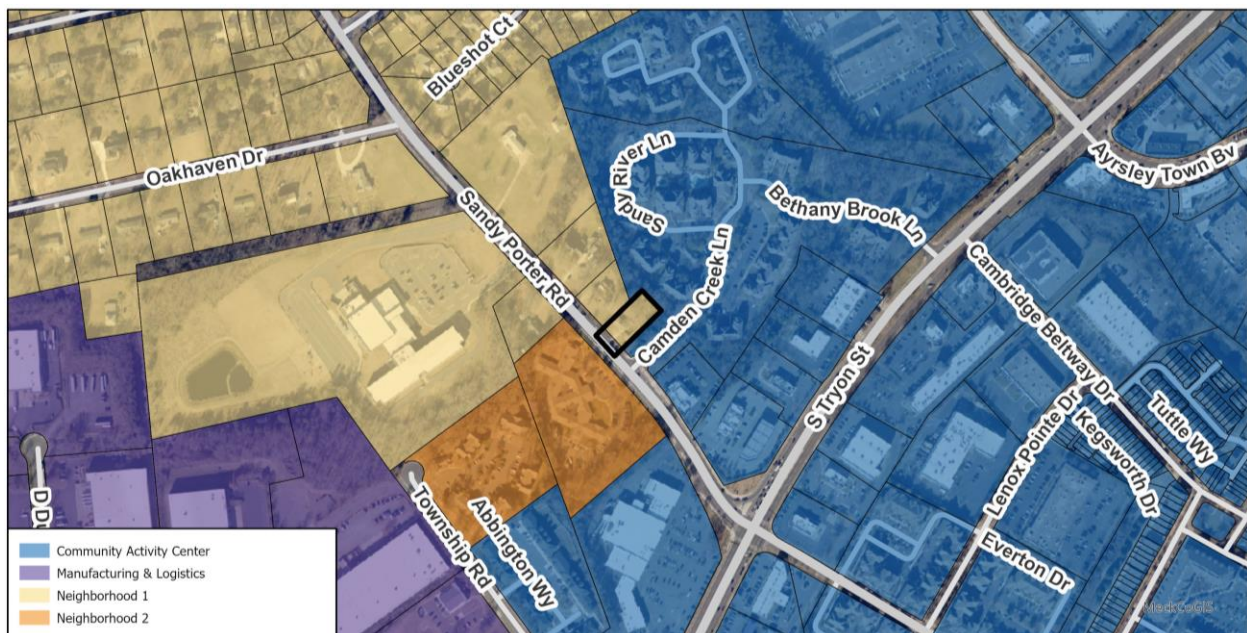 Blueshot Ct
Oakhaven Dr
Sandy Porter Rd
Sandy River Ln
Camden Creek Ln
Bethany Brook Ln
Ayrsley Town Bv
S Tryon St
Cambridge Beltway Dr
Tuttle Wy
Kegsworth Dr
Lenox Pointe Dr
Everton Dr
Township Rd
Abbington Wy
Community Activity Center
Manufacturing & Logistics
Neighborhood 1
Neighborhood 2
MeckCoGIS